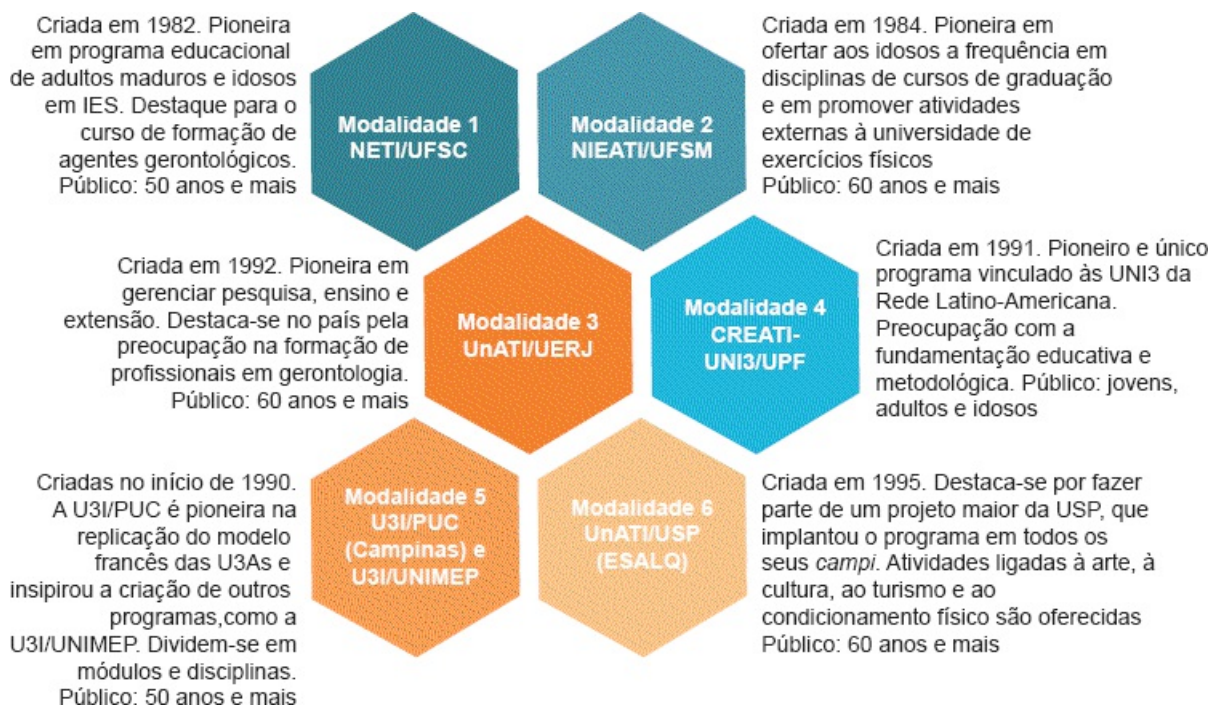 Criada em 1982. Pioneira
em programa educacional
de adultos maduros e idosos
em IES. Destaque para o
curso de formação de
agentes gerontológicos.
Público: 50 anos e mais
Modalidade 1
NETI/UFSC
Modalidade 2
NIEATI/UFSM
Criada em 1984. Pioneira em
ofertar aos idosos a frequência em
disciplinas de cursos de graduação
e em promover atividades
externas à universidade de
exercícios físicos
Público: 60 anos e mais
Criada em 1992. Pioneira em
gerenciar pesquisa, ensino e
extensão. Destaca-se no país pela
preocupação na formação de
profissionais em gerontologia.
Público: 60 anos e mais
Modalidade 3
UnATI/UERJ
Modalidade 4
CREATI-
UNI3/UPF
Criada em 1991. Pioneiro e único
programa vinculado às UNI3 da
Rede Latino-Americana.
Preocupação com a
fundamentação educativa e
metodológica. Público: jovens,
adultos e idosos
Criadas no início de 1990.
A U3I/PUC é pioneira na
replicação do modelo
francês das U3As e
insipirou a criação de outros
programas,como a
U3I/UNIMEP. Dividem-se em
módulos e disciplinas.
Público: 50 anos e mais
Modalidade 5
U3I/PUC
(Campinas) e
U3I/UNIMEP
Modalidade 6
UnATI/USP
(ESALQ)
Criada em 1995. Destaca-se por fazer
parte de um projeto maior da USP, que
implantou o programa em todos os
seus campi. Atividades ligadas à arte, à
cultura, ao turismo e ao
condicionamento físico são oferecidas
Público: 60 anos e mais